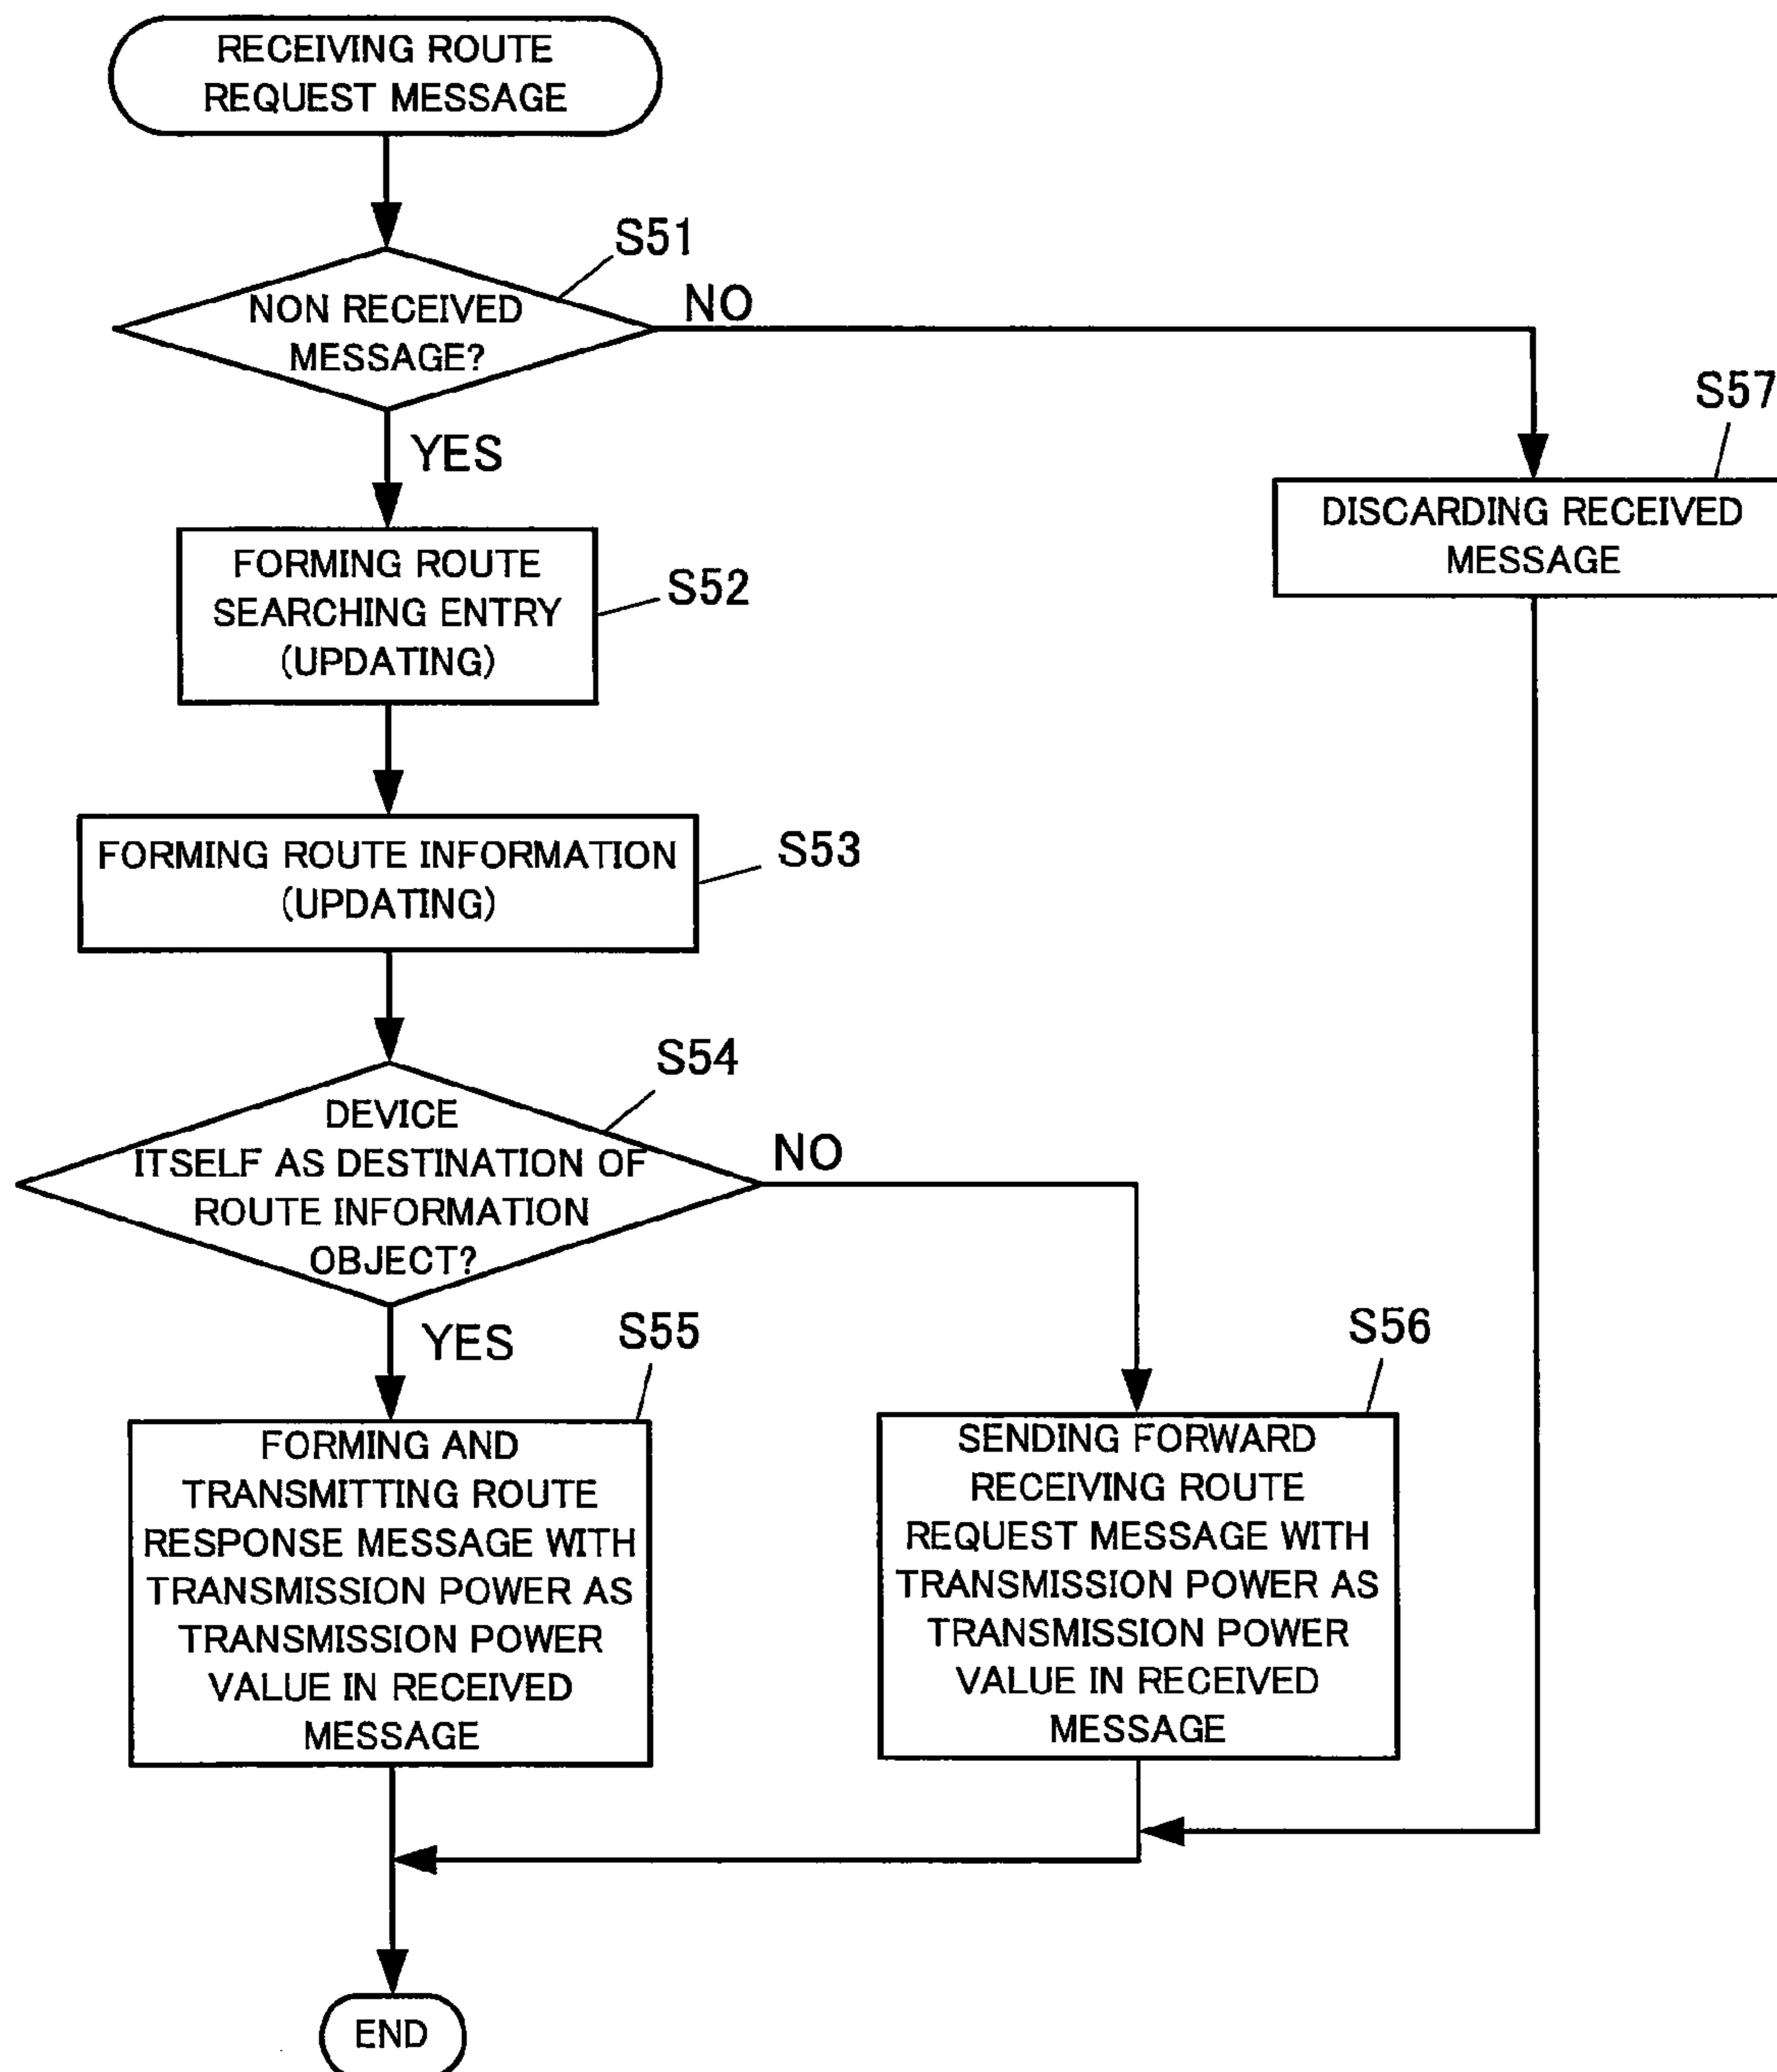 RECEIVING ROUTE
REQUEST MESSAGE
S51
NON RECEIVED
MESSAGE?
NO
YES
S57
DISCARDING RECEIVED
MESSAGE
FORMING ROUTE
SEARCHING ENTRY
(UPDATING)
S52
FORMING ROUTE INFORMATION
(UPDATING)
S53
S54
DEVICE
ITSELF AS DESTINATION OF
ROUTE INFORMATION
OBJECT?
NO
YES
S55
FORMING AND
TRANSMITTING ROUTE
RESPONSE MESSAGE WITH
TRANSMISSION POWER AS
TRANSMISSION POWER
VALUE IN RECEIVED
MESSAGE
S56
SENDING FORWARD
RECEIVING ROUTE
REQUEST MESSAGE WITH
TRANSMISSION POWER AS
TRANSMISSION POWER
VALUE IN RECEIVED
MESSAGE
END